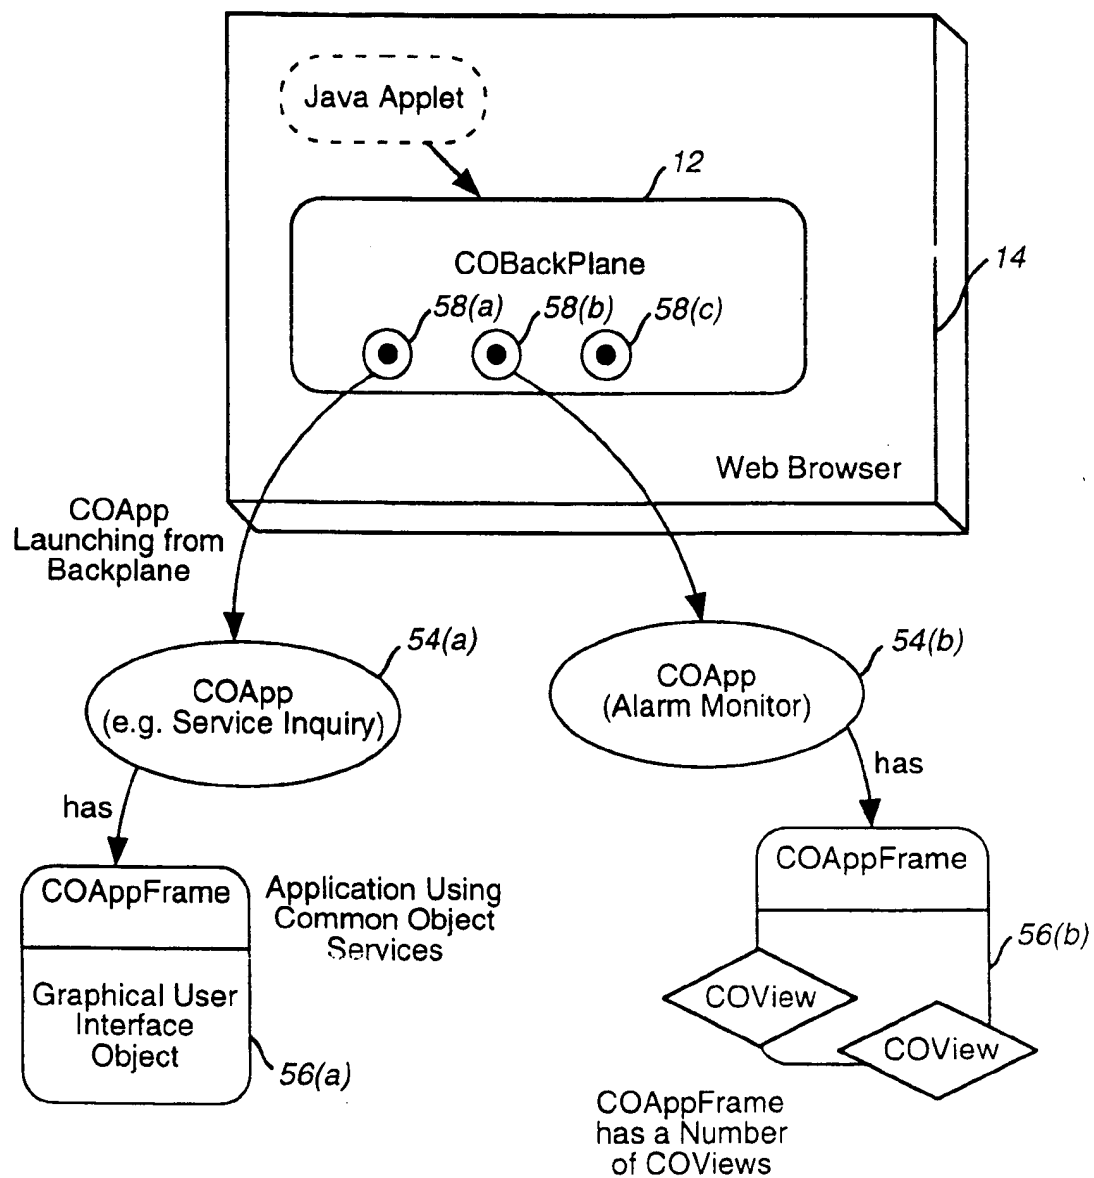 Java Applet
12
COBackPlane
14
58(a)
58(b)
58(c)
Web Browser
COApp
Launching from
Backplane
54(a)
54(b)
COApp
(e.g. Service Inquiry)
COApp
(Alarm Monitor)
has
has
COAppFrame
Application Using
Common Object
Services
COAppFrame
56(b)
Graphical User
Interface
Object
COView
COView
56(a)
COAppFrame
has a Number
of COViews